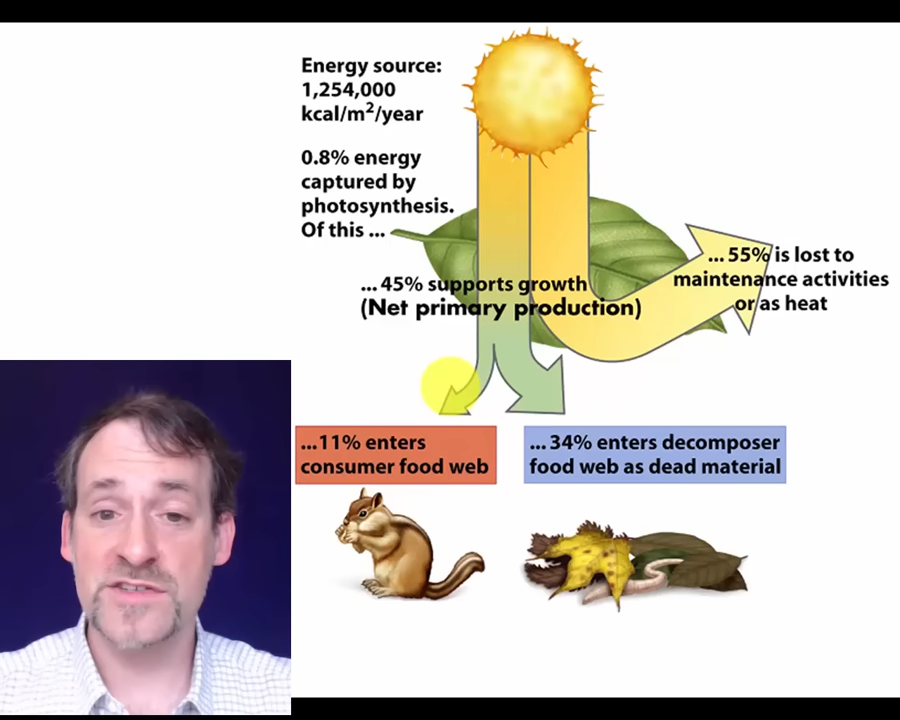 Energy source:
1,254,000
kcal/m²/year
0.8% energy
captured by
photosynthesis.
Of this ...
... 45% supports growth
(Net primary production)
... 55% is lost to
maintenance activities
or as heat
...11% enters
consumer food web
... 34% enters decomposer
food web as dead material